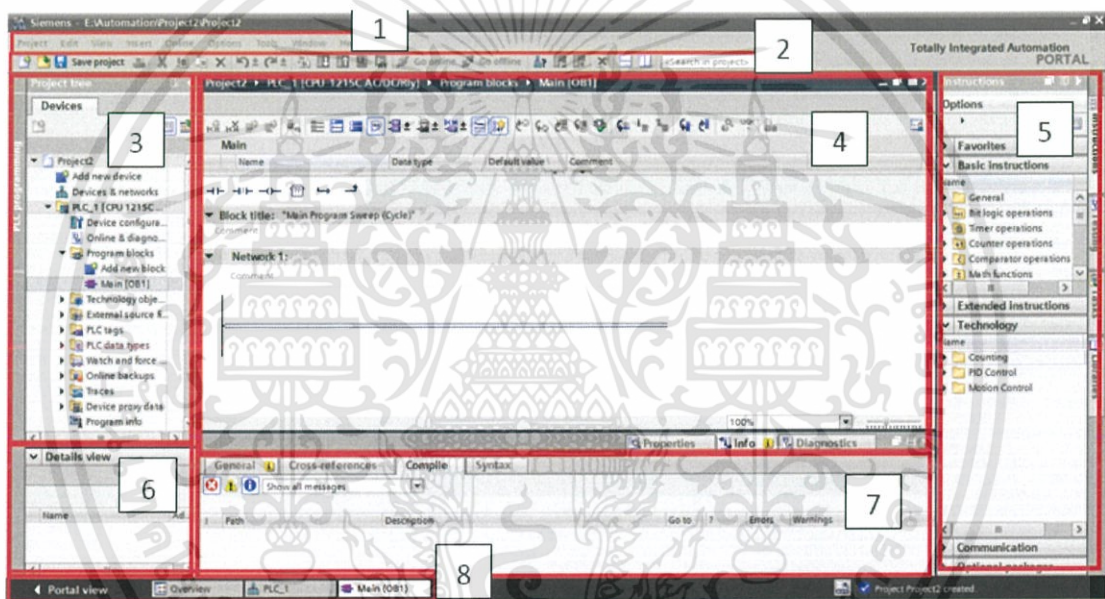 Siemens - E:\Automation\Project2\Project2
Project Edit View Insert Online Options Tools Window
1
Totally Integrated Automation
PORTAL
Save project
Go online
Go offline
<Search in project>
2
Project tree
Devices
3
Project2
Add new device
Devices & networks
PLC_1 [CPU 1215C ...
Device configura...
Online & diagno...
Program blocks
Add new block
Main [OB1]
Technology obje...
External source fi...
PLC tags
PLC data types
Watch and force ...
Online backups
Traces
Device proxy data
Program info
PLC programming
Project2 ▸ PLC_1 [CPU 1215C AC/DC/Rly] ▸ Program blocks ▸ Main [OB1]
4
Main
Name Data type Default value Comment
Block title: "Main Program Sweep (Cycle)"
Comment
Network 1:
Comment
100%
Properties Info Diagnostics
Instructions
Options
5
Favorites
Basic instructions
Name
General
Bit logic operations
Timer operations
Counter operations
Comparator operations
Math functions
Extended instructions
Technology
Name
Counting
PID Control
Motion Control
Communication
Optional packages
Instructions
Testing
Tasks
Libraries
Details view
6
Name Ad...
General Cross-references Compile Syntax
Show all messages
7
! Path Description Go to ? Errors Warnings
8
Portal view Overview PLC_1 Main (OB1)
Project Project2 created.